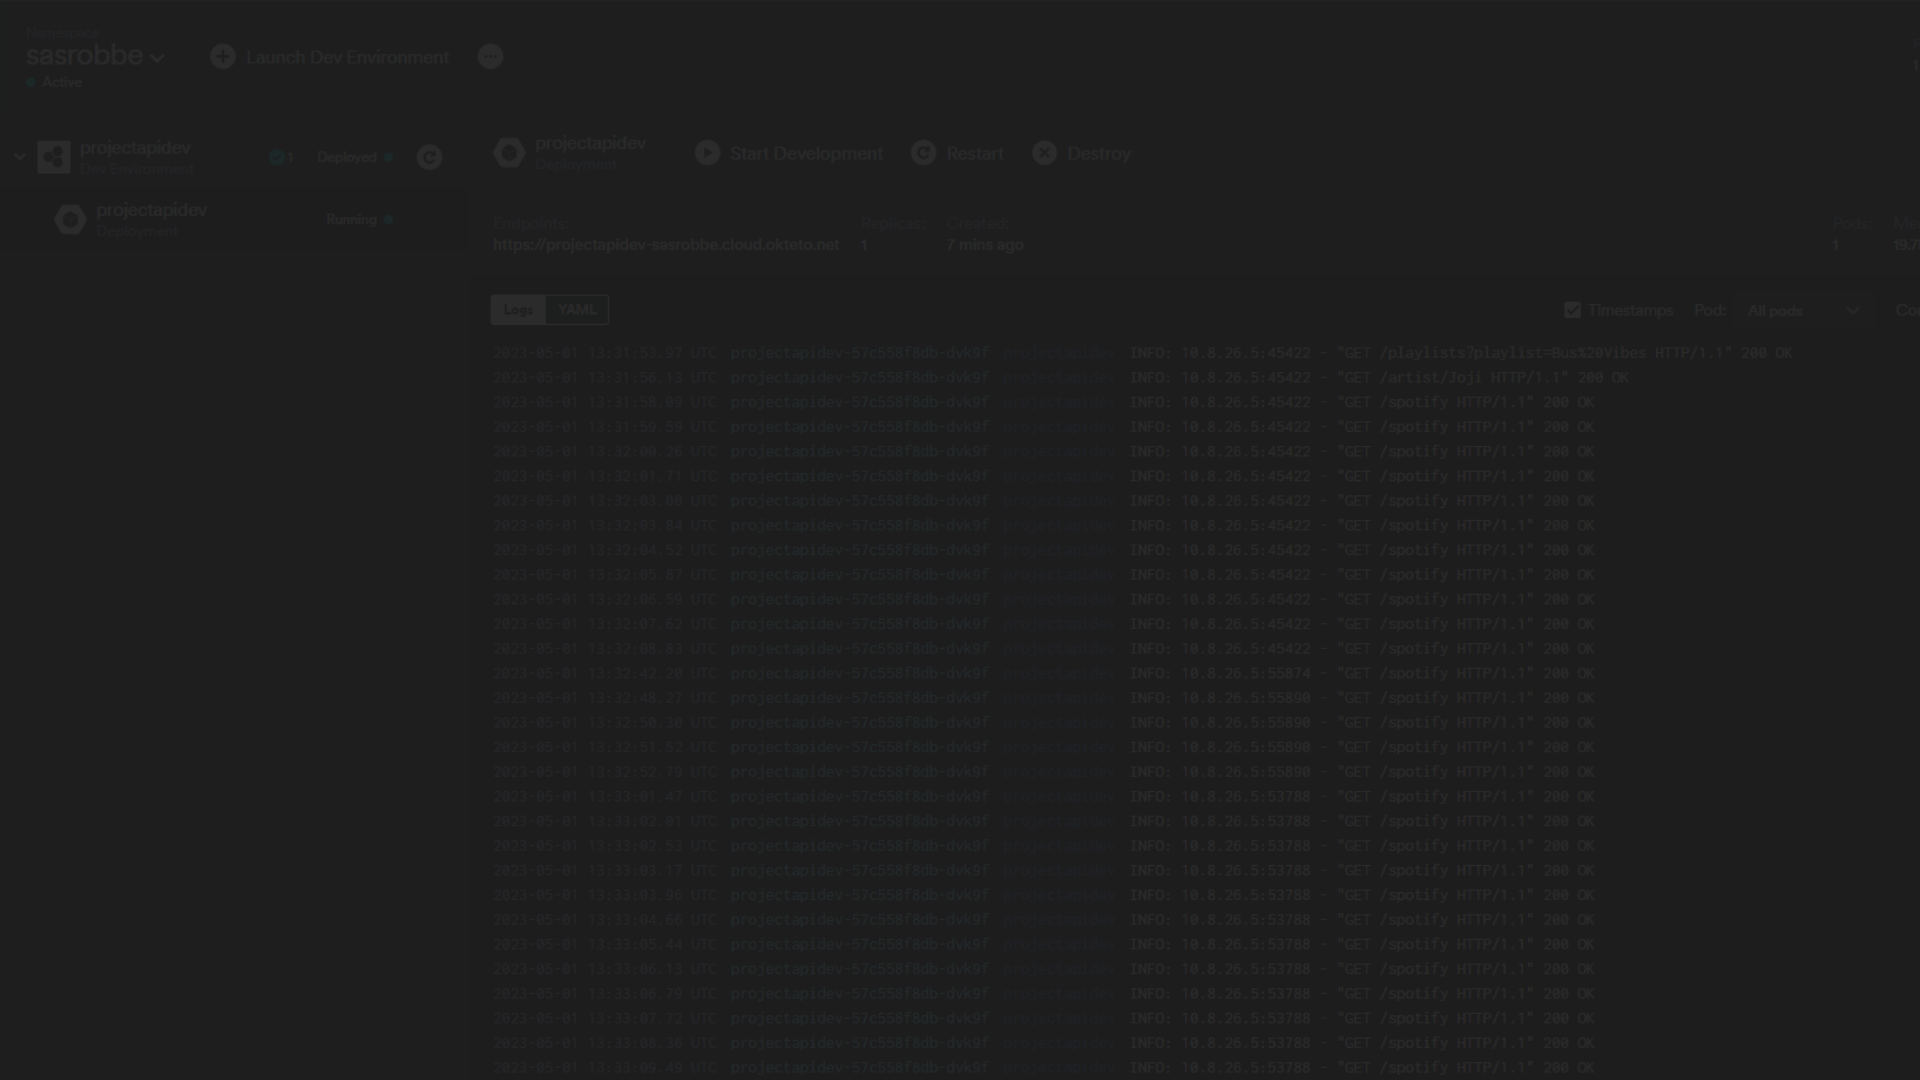 Namespace
sasrobbe
Launch Dev Environment
Active
projectapidev
Dev Environment
1
Deployed
projectapidev
Deployment
Running
projectapidev
Deployment
Start Development
Restart
Destroy
Endpoints:
https://projectapidev-sasrobbe.cloud.okteto.net
Replicas:
1
Created:
7 mins ago
Pods:
1
Logs YAML
Timestamps Pod: All pods
2023-05-01 13:31:53.97 UTC projectapidev-57c558f8db-dvk9f projectapidev INFO: 10.8.26.5:45422 - "GET /playlists?playlist=Bus%20Vibes HTTP/1.1" 200 OK
2023-05-01 13:31:56.13 UTC projectapidev-57c558f8db-dvk9f projectapidev INFO: 10.8.26.5:45422 - "GET /artist/Joji HTTP/1.1" 200 OK
2023-05-01 13:31:58.09 UTC projectapidev-57c558f8db-dvk9f projectapidev INFO: 10.8.26.5:45422 - "GET /spotify HTTP/1.1" 200 OK
2023-05-01 13:31:59.59 UTC projectapidev-57c558f8db-dvk9f projectapidev INFO: 10.8.26.5:45422 - "GET /spotify HTTP/1.1" 200 OK
2023-05-01 13:32:00.26 UTC projectapidev-57c558f8db-dvk9f projectapidev INFO: 10.8.26.5:45422 - "GET /spotify HTTP/1.1" 200 OK
2023-05-01 13:32:01.71 UTC projectapidev-57c558f8db-dvk9f projectapidev INFO: 10.8.26.5:45422 - "GET /spotify HTTP/1.1" 200 OK
2023-05-01 13:32:03.00 UTC projectapidev-57c558f8db-dvk9f projectapidev INFO: 10.8.26.5:45422 - "GET /spotify HTTP/1.1" 200 OK
2023-05-01 13:32:03.84 UTC projectapidev-57c558f8db-dvk9f projectapidev INFO: 10.8.26.5:45422 - "GET /spotify HTTP/1.1" 200 OK
2023-05-01 13:32:04.52 UTC projectapidev-57c558f8db-dvk9f projectapidev INFO: 10.8.26.5:45422 - "GET /spotify HTTP/1.1" 200 OK
2023-05-01 13:32:05.87 UTC projectapidev-57c558f8db-dvk9f projectapidev INFO: 10.8.26.5:45422 - "GET /spotify HTTP/1.1" 200 OK
2023-05-01 13:32:06.59 UTC projectapidev-57c558f8db-dvk9f projectapidev INFO: 10.8.26.5:45422 - "GET /spotify HTTP/1.1" 200 OK
2023-05-01 13:32:07.62 UTC projectapidev-57c558f8db-dvk9f projectapidev INFO: 10.8.26.5:45422 - "GET /spotify HTTP/1.1" 200 OK
2023-05-01 13:32:08.83 UTC projectapidev-57c558f8db-dvk9f projectapidev INFO: 10.8.26.5:45422 - "GET /spotify HTTP/1.1" 200 OK
2023-05-01 13:32:42.20 UTC projectapidev-57c558f8db-dvk9f projectapidev INFO: 10.8.26.5:55874 - "GET /spotify HTTP/1.1" 200 OK
2023-05-01 13:32:48.27 UTC projectapidev-57c558f8db-dvk9f projectapidev INFO: 10.8.26.5:55890 - "GET /spotify HTTP/1.1" 200 OK
2023-05-01 13:32:50.30 UTC projectapidev-57c558f8db-dvk9f projectapidev INFO: 10.8.26.5:55890 - "GET /spotify HTTP/1.1" 200 OK
2023-05-01 13:32:51.52 UTC projectapidev-57c558f8db-dvk9f projectapidev INFO: 10.8.26.5:55890 - "GET /spotify HTTP/1.1" 200 OK
2023-05-01 13:32:52.79 UTC projectapidev-57c558f8db-dvk9f projectapidev INFO: 10.8.26.5:55890 - "GET /spotify HTTP/1.1" 200 OK
2023-05-01 13:33:01.47 UTC projectapidev-57c558f8db-dvk9f projectapidev INFO: 10.8.26.5:53788 - "GET /spotify HTTP/1.1" 200 OK
2023-05-01 13:33:02.01 UTC projectapidev-57c558f8db-dvk9f projectapidev INFO: 10.8.26.5:53788 - "GET /spotify HTTP/1.1" 200 OK
2023-05-01 13:33:02.53 UTC projectapidev-57c558f8db-dvk9f projectapidev INFO: 10.8.26.5:53788 - "GET /spotify HTTP/1.1" 200 OK
2023-05-01 13:33:03.17 UTC projectapidev-57c558f8db-dvk9f projectapidev INFO: 10.8.26.5:53788 - "GET /spotify HTTP/1.1" 200 OK
2023-05-01 13:33:03.96 UTC projectapidev-57c558f8db-dvk9f projectapidev INFO: 10.8.26.5:53788 - "GET /spotify HTTP/1.1" 200 OK
2023-05-01 13:33:04.66 UTC projectapidev-57c558f8db-dvk9f projectapidev INFO: 10.8.26.5:53788 - "GET /spotify HTTP/1.1" 200 OK
2023-05-01 13:33:05.44 UTC projectapidev-57c558f8db-dvk9f projectapidev INFO: 10.8.26.5:53788 - "GET /spotify HTTP/1.1" 200 OK
2023-05-01 13:33:06.13 UTC projectapidev-57c558f8db-dvk9f projectapidev INFO: 10.8.26.5:53788 - "GET /spotify HTTP/1.1" 200 OK
2023-05-01 13:33:06.79 UTC projectapidev-57c558f8db-dvk9f projectapidev INFO: 10.8.26.5:53788 - "GET /spotify HTTP/1.1" 200 OK
2023-05-01 13:33:07.72 UTC projectapidev-57c558f8db-dvk9f projectapidev INFO: 10.8.26.5:53788 - "GET /spotify HTTP/1.1" 200 OK
2023-05-01 13:33:08.36 UTC projectapidev-57c558f8db-dvk9f projectapidev INFO: 10.8.26.5:53788 - "GET /spotify HTTP/1.1" 200 OK
2023-05-01 13:33:09.49 UTC projectapidev-57c558f8db-dvk9f projectapidev INFO: 10.8.26.5:53788 - "GET /spotify HTTP/1.1" 200 OK